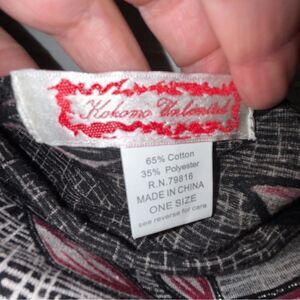 Kokomo Unlimited
65% Cotton
35% Polyester
R.N. 79816
MADE IN CHINA
ONE SIZE
see reverse for care